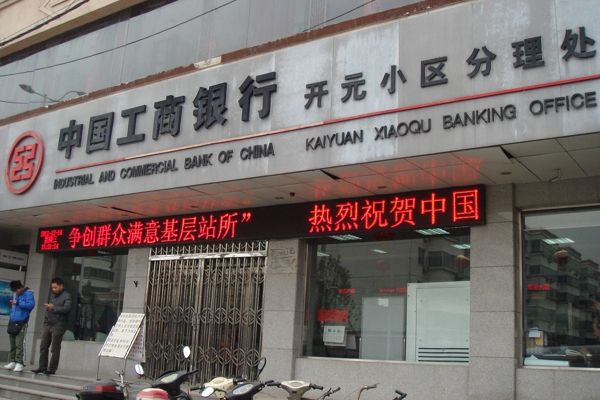 中国工商银行 开元小区分理处
INDUSTRIAL AND COMMERCIAL BANK OF CHINA KAIYUAN XIAOQU BANKING OFFICE
争创群众满意基层站所” 热烈祝贺中国